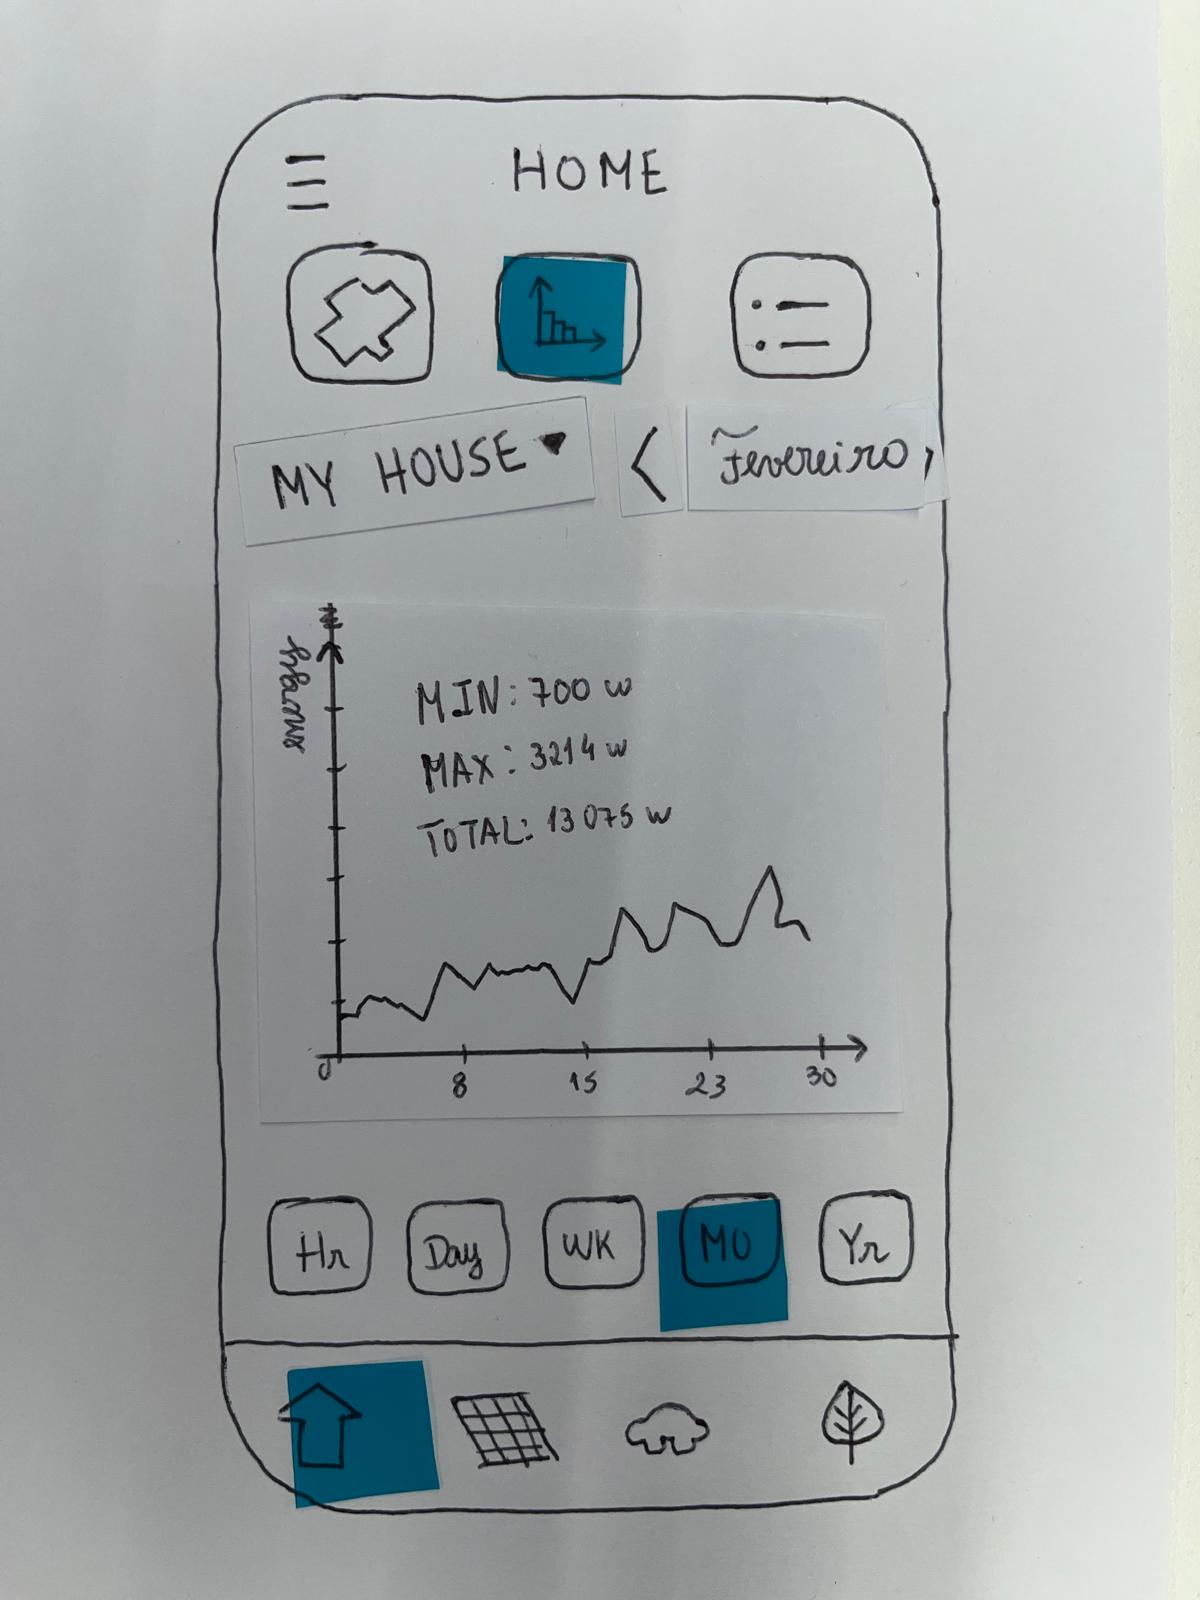 HOME
MY HOUSE
Fevereiro
MIN: 700 w
MAX: 3214 w
TOTAL: 13 075 w
0 8 15 23 30
Hr Day WK MO Yr